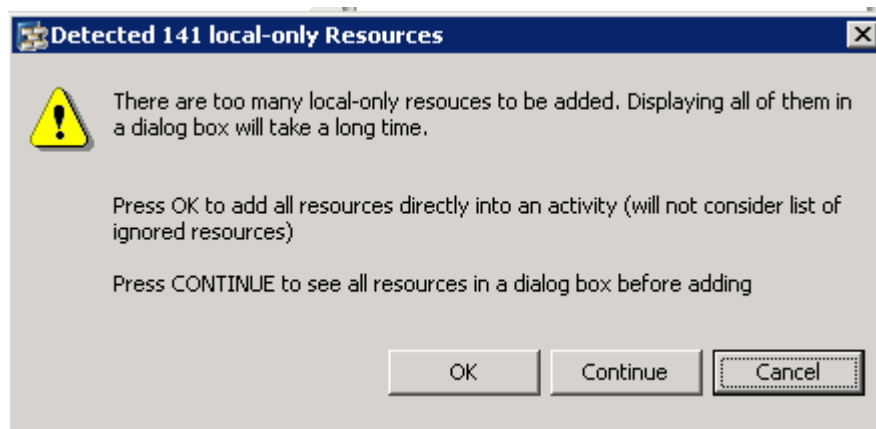 Detected 141 local-only Resources
There are too many local-only resouces to be added. Displaying all of them in
a dialog box will take a long time.
Press OK to add all resources directly into an activity (will not consider list of
ignored resources)
Press CONTINUE to see all resources in a dialog box before adding
OK
Continue
Cancel